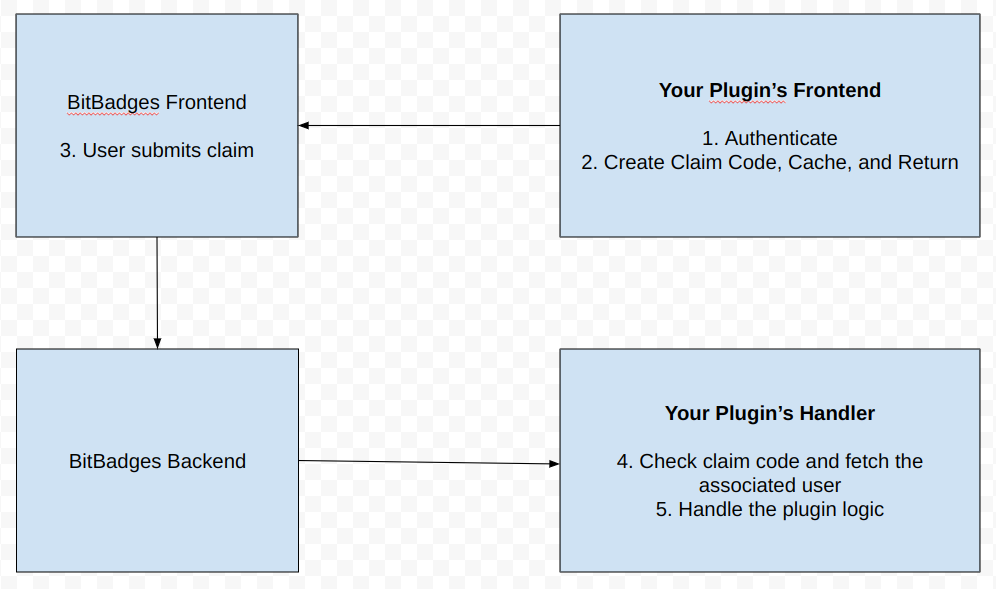 BitBadges Frontend
3. User submits claim
Your Plugin’s Frontend
1. Authenticate
2. Create Claim Code, Cache, and Return
BitBadges Backend
Your Plugin’s Handler
4. Check claim code and fetch the
associated user
5. Handle the plugin logic